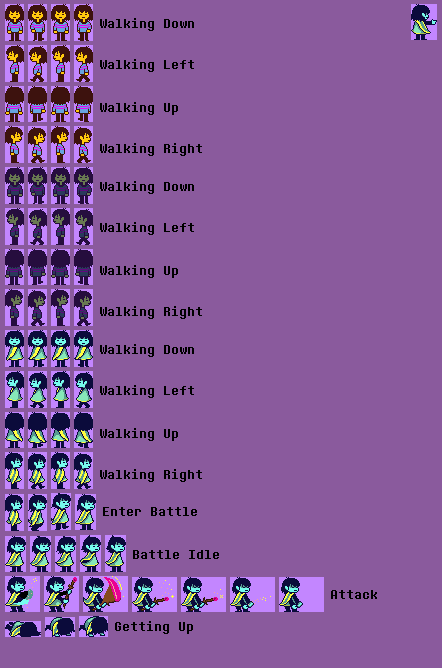 Walking Down
Walking Left
Walking Up
Walking Right
Walking Down
Walking Left
Walking Up
Walking Right
Walking Down
Walking Left
Walking Up
Walking Right
Enter Battle
Battle Idle
Attack
Getting Up